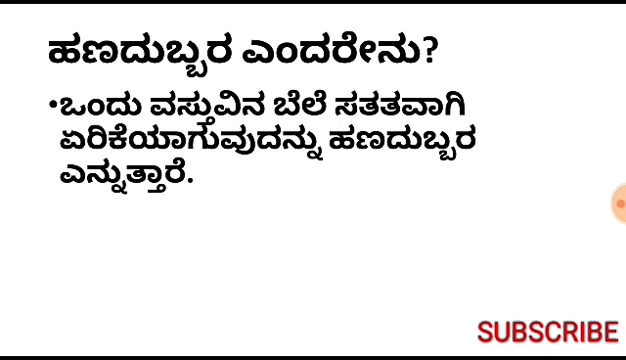 ಹಣದುಬ್ಬರ ಎಂದರೇನು?
•ಒಂದು ವಸ್ತುವಿನ ಬೆಲೆ ಸತತವಾಗಿ
ಏರಿಕೆಯಾಗುವುದನ್ನು ಹಣದುಬ್ಬರ
ಎನ್ನುತ್ತಾರೆ.
SUBSCRIBE